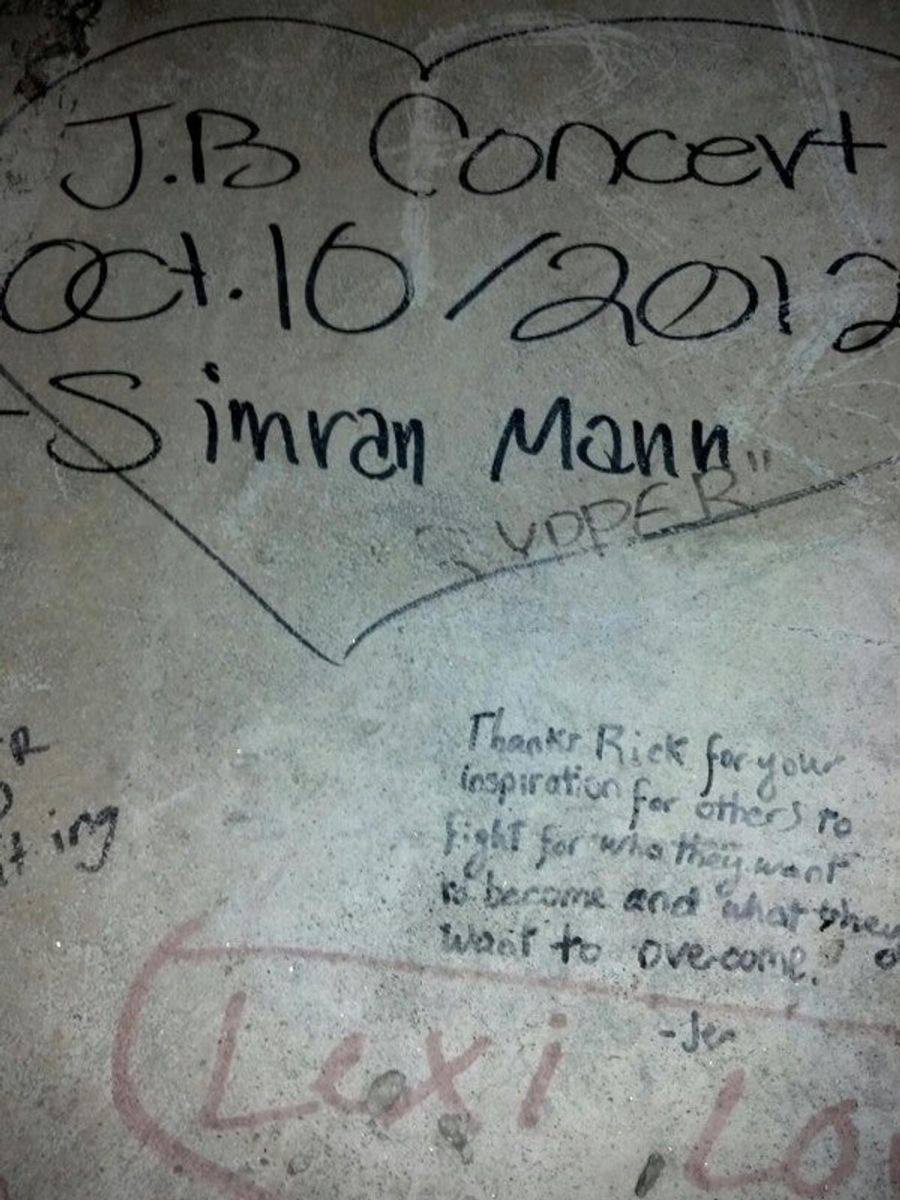 J.B Concert
Oct.10/2012
-Simran Mann
Thanks Rick for your
inspiration for others to
fight for who they want
to become and what they
want to overcome.
-Jer
Lexi